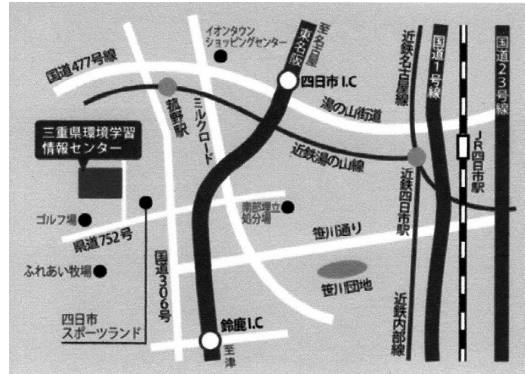 国道477号線
イオンタウン
ショッピングセンター
至名古屋
東名阪
四日市I.C
近鉄名古屋線
国道1号線
国道23号線
湯の山街道
菰野駅
ミルクロード
三重県環境学習
情報センター
近鉄湯の山線
JR四日市駅
近鉄四日市駅
ゴルフ場
県道752号
南部埋立
処分場
笹川通り
ふれあい牧場
国道306号
笹川団地
四日市
スポーツランド
鈴鹿I.C
至津
近鉄内部線